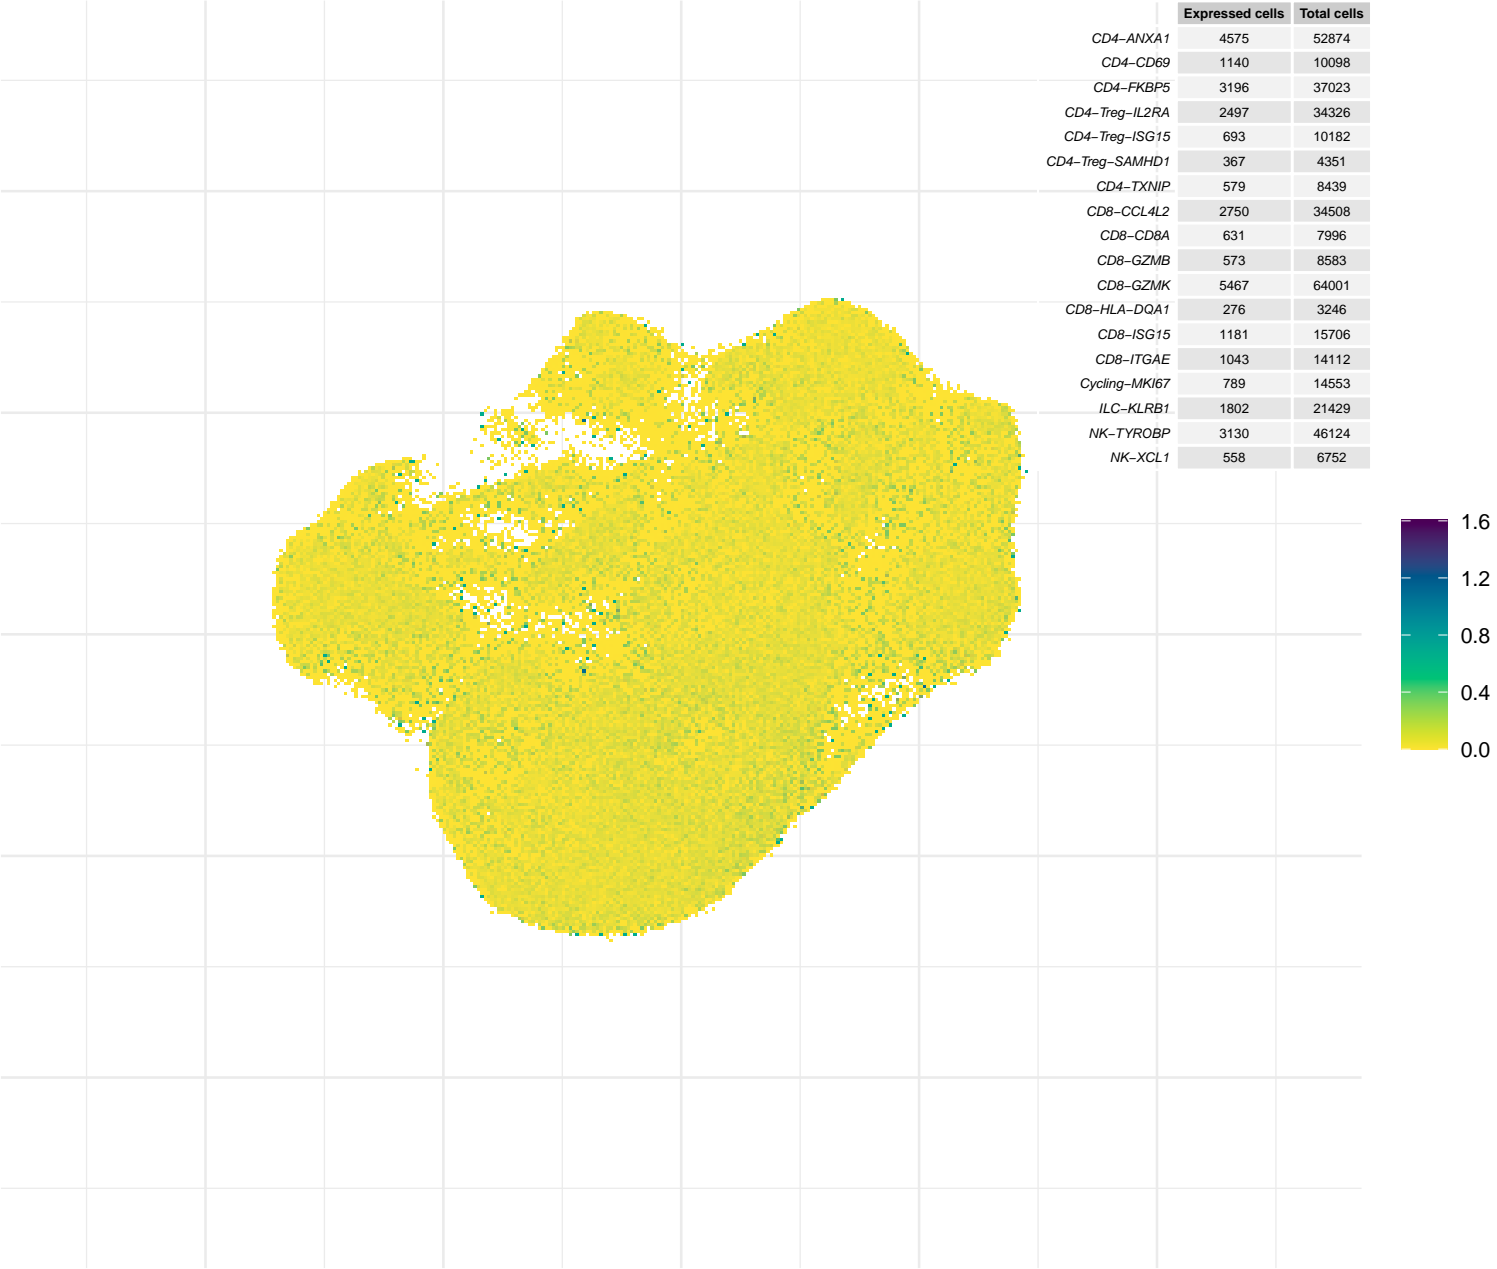 Expressed cells Total cells
CD4−ANXA1 4575 52874
CD4−CD69 1140 10098
CD4−FKBP5 3196 37023
CD4−Treg−IL2RA 2497 34326
CD4−Treg−ISG15 693 10182
CD4−Treg−SAMHD1 367 4351
CD4−TXNIP 579 8439
CD8−CCL4L2 2750 34508
CD8−CD8A 631 7996
CD8−GZMB 573 8583
CD8−GZMK 5467 64001
CD8−HLA−DQA1 276 3246
CD8−ISG15 1181 15706
CD8−ITGAE 1043 14112
Cycling−MKI67 789 14553
ILC−KLRB1 1802 21429
NK−TYROBP 3130 46124
NK−XCL1 558 6752
1.6
1.2
0.8
0.4
0.0